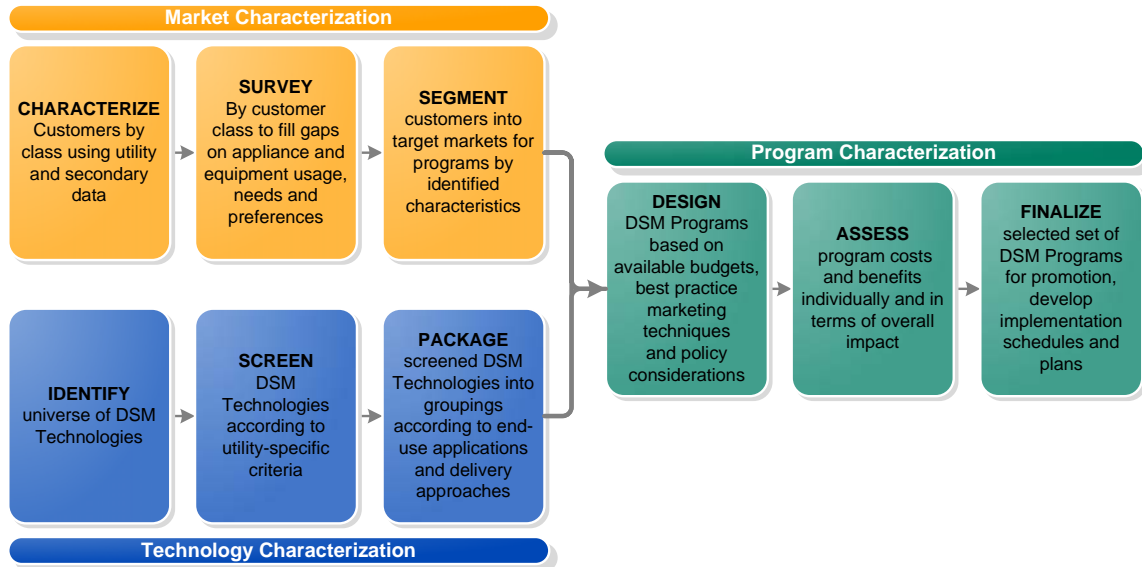 Market Characterization
CHARACTERIZE
Customers by
class using utility
and secondary
data
SURVEY
By customer
class to fill gaps
on appliance and
equipment usage,
needs and
preferences
SEGMENT
customers into
target markets for
programs by
identified
characteristics
Program Characterization
DESIGN
DSM Programs
based on
available budgets,
best practice
marketing
techniques
and policy
considerations
ASSESS
program costs
and benefits
individually and in
terms of overall
impact
FINALIZE
selected set of
DSM Programs
for promotion,
develop
implementation
schedules and
plans
IDENTIFY
universe of DSM
Technologies
SCREEN
DSM
Technologies
according to
utility-specific
criteria
PACKAGE
screened DSM
Technologies into
groupings
according to end-
use applications
and delivery
approaches
Technology Characterization